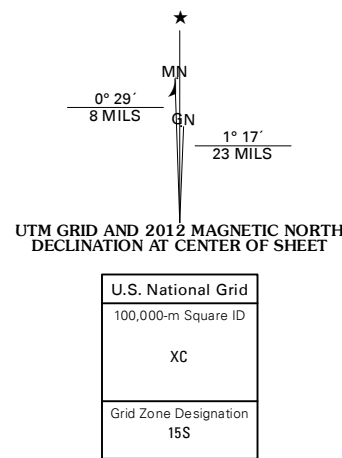 ★
MN
0° 29´
8 MILS
GN
1° 17´
23 MILS
UTM GRID AND 2012 MAGNETIC NORTH
DECLINATION AT CENTER OF SHEET
U.S. National Grid
100,000-m Square ID
XC
Grid Zone Designation
15S